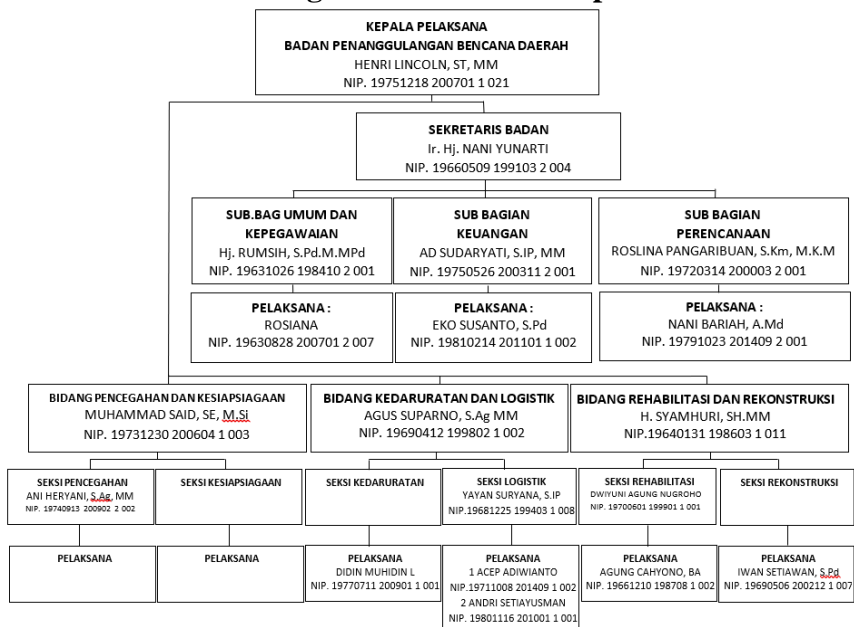 KEPALA PELAKSANA
BADAN PENANGGULANGAN BENCANA DAERAH
HENRI LINCOLN, ST, MM
NIP. 19751218 200701 1 021
SEKRETARIS BADAN
Ir. Hj. NANI YUNARTI
NIP. 19660509 199103 2 004
SUB.BAG UMUM DAN
KEPEGAWAIAN
Hj. RUMSIH, S.Pd.M.MPd
NIP. 19631026 198410 2 001
SUB BAGIAN
KEUANGAN
AD SUDARYATI, S.IP, MM
NIP. 19750526 200311 2 001
SUB BAGIAN
PERENCANAAN
ROSLINA PANGARIBUAN, S.Km, M.K.M
NIP. 19720314 200003 2 001
PELAKSANA :
ROSIANA
NIP. 19630828 200701 2 007
PELAKSANA :
EKO SUSANTO, S.Pd
NIP. 19810214 201101 1 002
PELAKSANA :
NANI BARIAH, A.Md
NIP. 19791023 201409 2 001
BIDANG PENCEGAHAN DAN KESIAPSIAGAAN
MUHAMMAD SAID, SE, M.Si
NIP. 19731230 200604 1 003
BIDANG KEDARURATAN DAN LOGISTIK
AGUS SUPARNO, S.Ag MM
NIP. 19690412 199802 1 002
BIDANG REHABILITASI DAN REKONSTRUKSI
H. SYAMHURI, SH.MM
NIP.19640131 198603 1 011
SEKSI PENCEGAHAN
ANI HERYANI, S.Ag, MM
NIP. 19740913 200902 2 002
SEKSI KESIAPSIAGAAN
SEKSI KEDARURATAN
SEKSI LOGISTIK
YAYAN SURYANA, S.IP
NIP.19681225 199403 1 008
SEKSI REHABILITASI
DWIYUNI AGUNG NUGROHO
NIP. 19700601 199901 1 001
SEKSI REKONSTRUKSI
PELAKSANA
PELAKSANA
PELAKSANA
DIDIN MUHIDIN L
NIP. 19770711 200901 1 001
PELAKSANA
1 ACEP ADIWIANTO
NIP.19711008 201409 1 002
2 ANDRI SETIAYUSMAN
NIP. 19801116 201001 1 001
PELAKSANA
AGUNG CAHYONO, BA
NIP. 19661210 198708 1 002
PELAKSANA
IWAN SETIAWAN, S.Pd
NIP. 19690506 200212 1 007